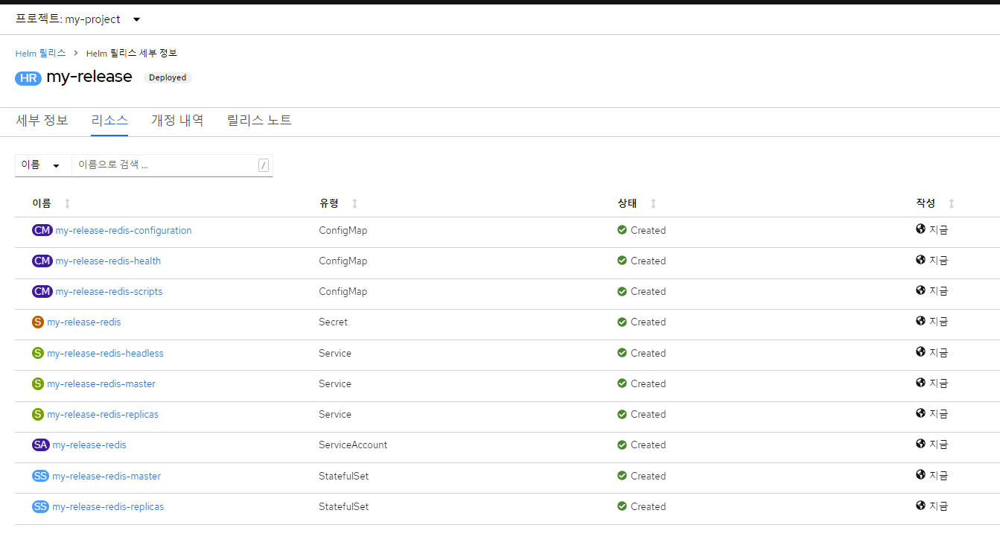 프로젝트: my-project
Helm 릴리스 > Helm 릴리스 세부 정보
HR my-release Deployed
세부 정보 리소스 개정 내역 릴리스 노트
이름 이름으로 검색 ... /
이름 유형 상태 작성
CM my-release-redis-configuration ConfigMap Created 지금
CM my-release-redis-health ConfigMap Created 지금
CM my-release-redis-scripts ConfigMap Created 지금
S my-release-redis Secret Created 지금
S my-release-redis-headless Service Created 지금
S my-release-redis-master Service Created 지금
S my-release-redis-replicas Service Created 지금
SA my-release-redis ServiceAccount Created 지금
SS my-release-redis-master StatefulSet Created 지금
SS my-release-redis-replicas StatefulSet Created 지금